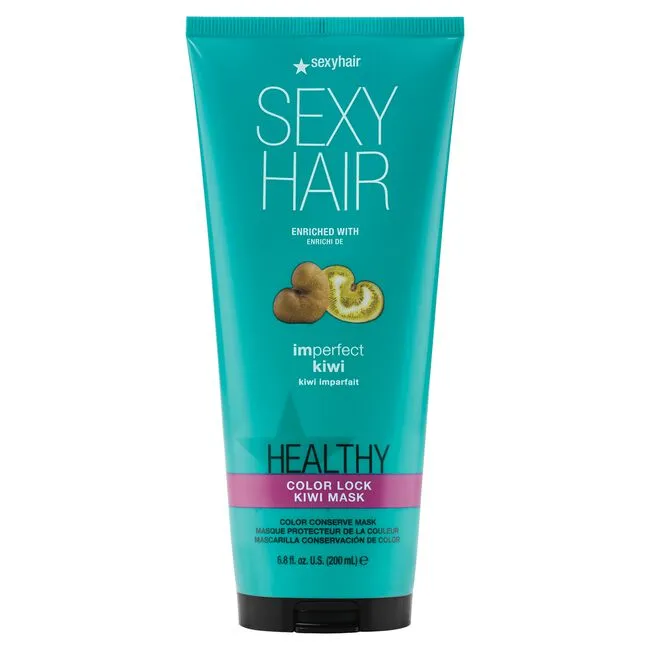 sexyhair
SEXY
HAIR
ENRICHED WITH
ENRICHI DE
imperfect
kiwi
kiwi imparfait
HEALTHY
COLOR LOCK
KIWI MASK
COLOR CONSERVE MASK
MASQUE PROTECTEUR DE LA COULEUR
MASCARILLA CONSERVACIÓN DE COLOR
6.8 fl. oz. U.S. (200 mL) ℮